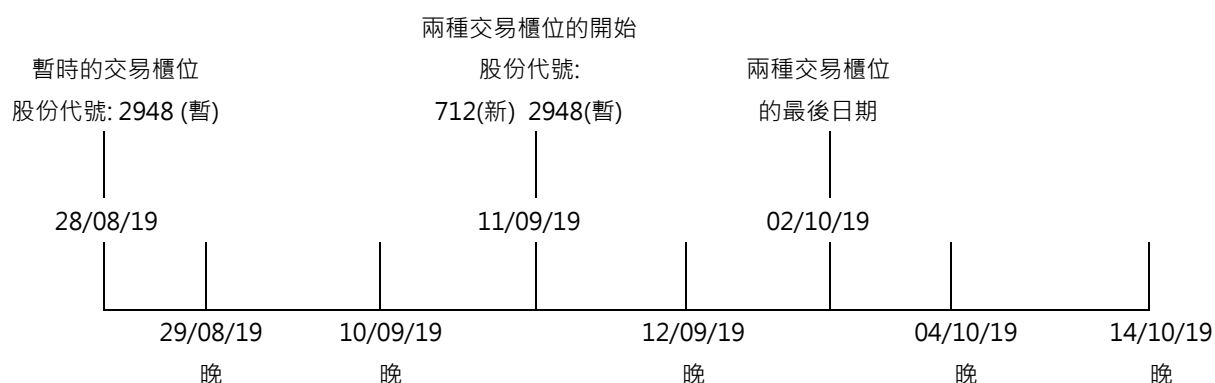 兩種交易櫃位的開始
暫時的交易櫃位 股份代號: 兩種交易櫃位
股份代號: 2948 (暫) 712(新) 2948(暫) 的最後日期
28/08/19 11/09/19 02/10/19
29/08/19 10/09/19 12/09/19 04/10/19 14/10/19
晚 晚 晚 晚 晚